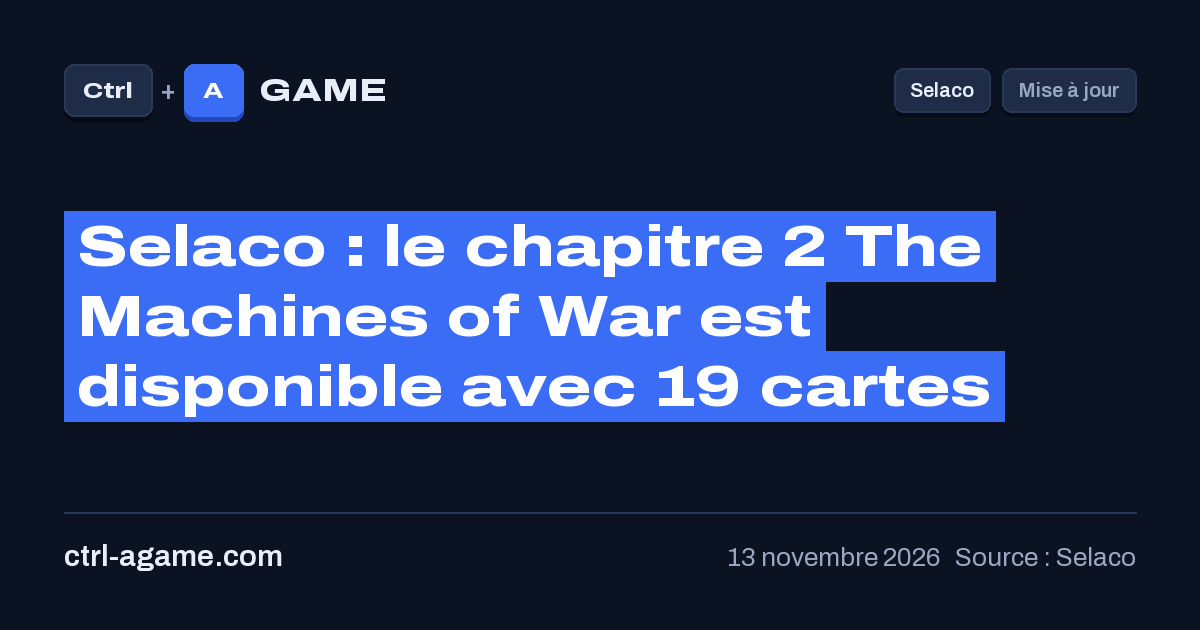 Ctrl + A GAME
Selaco
Mise à jour
Selaco : le chapitre 2 The
Machines of War est
disponible avec 19 cartes
ctrl-agame.com
13 novembre 2026 Source : Selaco